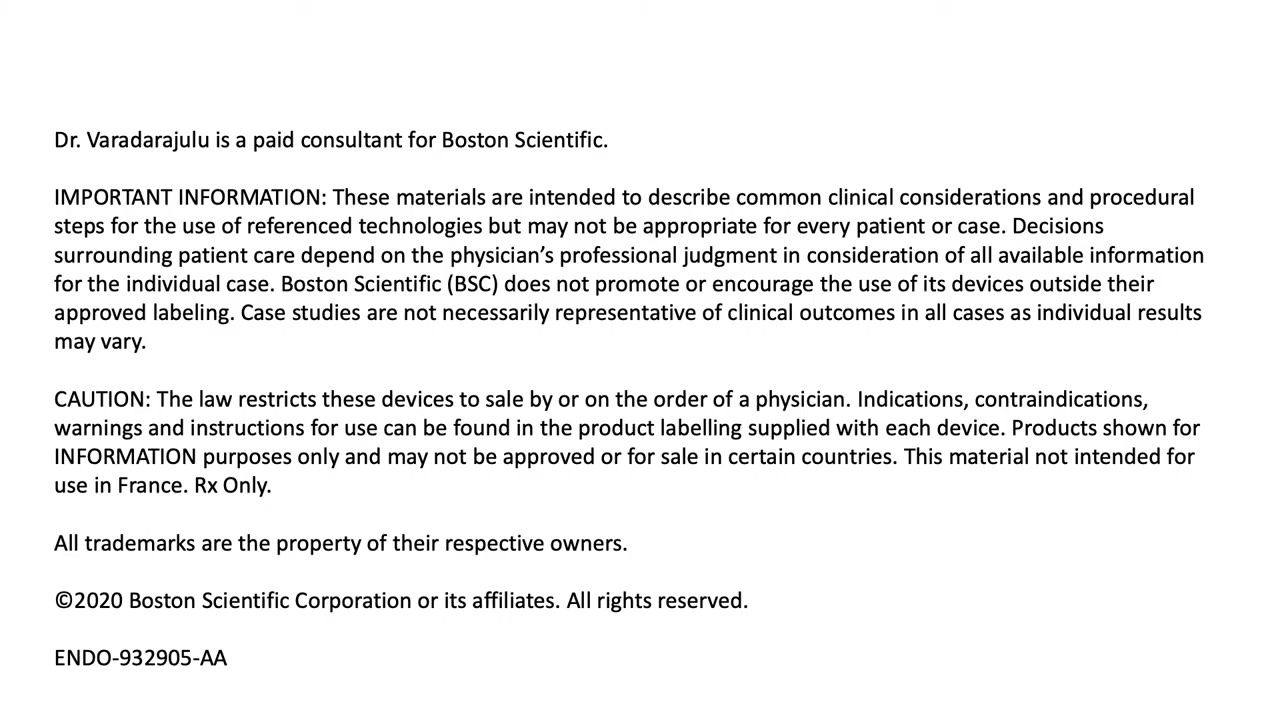 Dr. Varadarajulu is a paid consultant for Boston Scientific.
IMPORTANT INFORMATION: These materials are intended to describe common clinical considerations and procedural
steps for the use of referenced technologies but may not be appropriate for every patient or case. Decisions
surrounding patient care depend on the physician’s professional judgment in consideration of all available information
for the individual case. Boston Scientific (BSC) does not promote or encourage the use of its devices outside their
approved labeling. Case studies are not necessarily representative of clinical outcomes in all cases as individual results
may vary.
CAUTION: The law restricts these devices to sale by or on the order of a physician. Indications, contraindications,
warnings and instructions for use can be found in the product labelling supplied with each device. Products shown for
INFORMATION purposes only and may not be approved or for sale in certain countries. This material not intended for
use in France. Rx Only.
All trademarks are the property of their respective owners.
©2020 Boston Scientific Corporation or its affiliates. All rights reserved.
ENDO-932905-AA